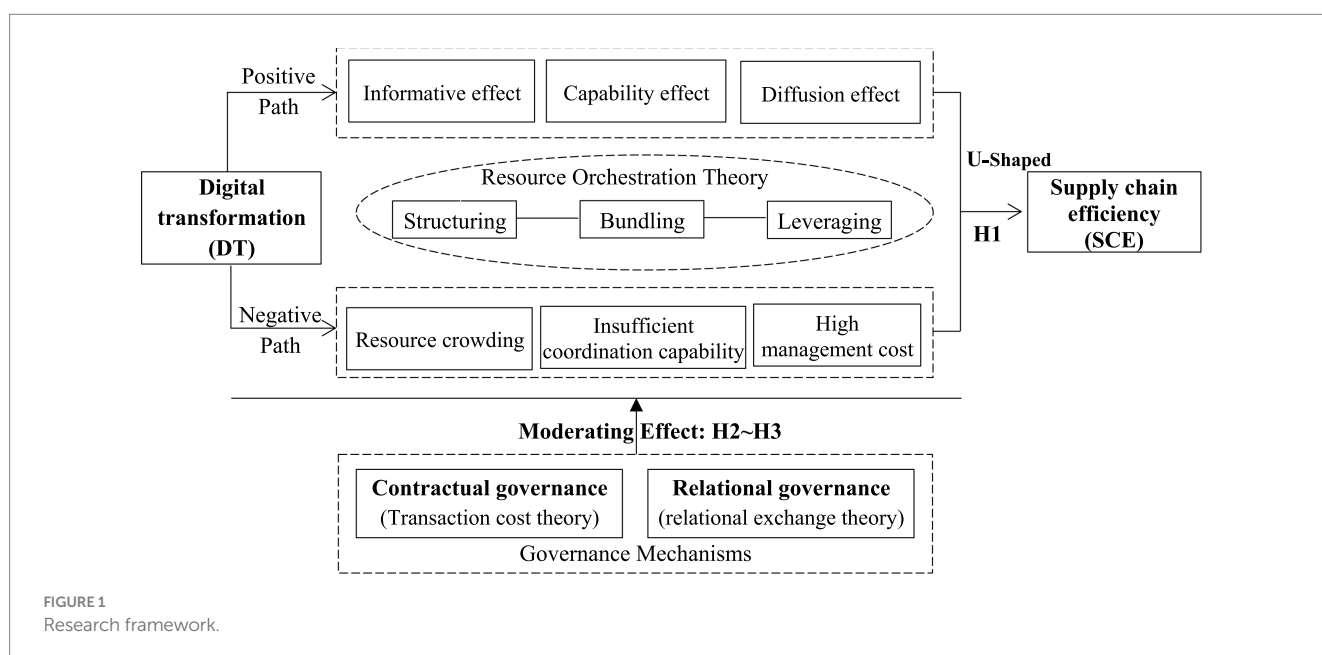 Positive
Path
Informative effect
Capability effect
Diffusion effect
U-Shaped
Digital
transformation
(DT)
Resource Orchestration Theory
Structuring
Bundling
Leveraging
H1
Supply chain
efficiency
(SCE)
Negative
Path
Resource crowding
Insufficient
coordination capability
High
management cost
Moderating Effect: H2~H3
Contractual governance
(Transaction cost theory)
Relational governance
(relational exchange theory)
Governance Mechanisms
FIGURE 1
Research framework.